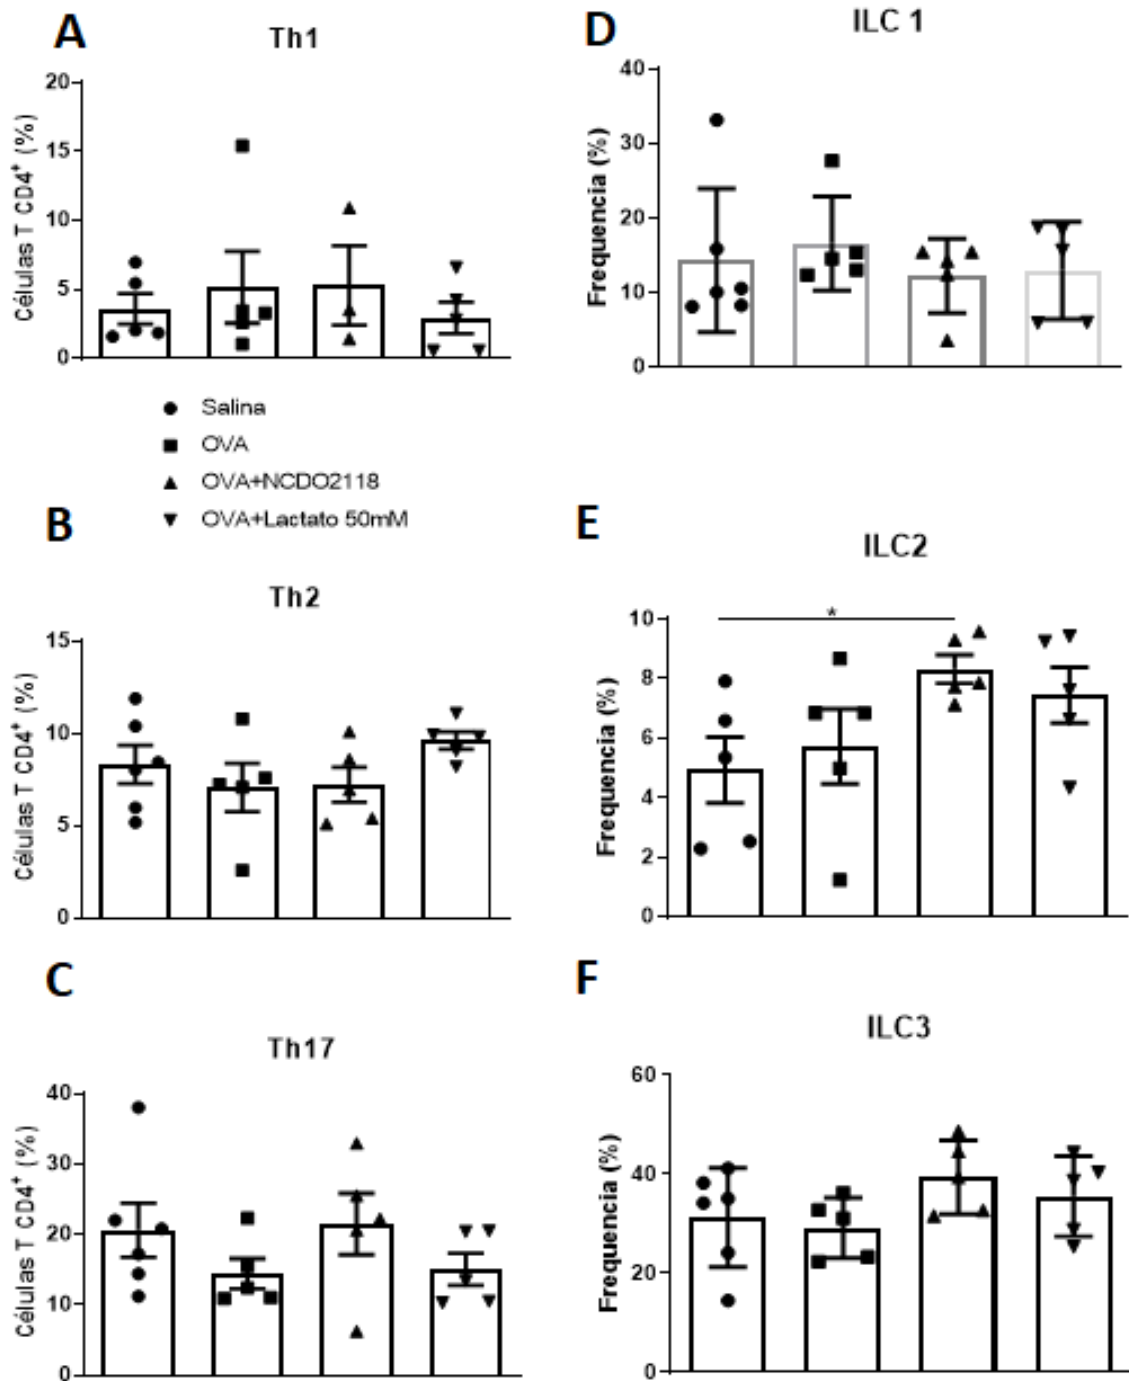 A
Th1
Células T CD4⁺ (%)
20
15
10
5
0
Salina
OVA
OVA+NCDO2118
OVA+Lactato 50mM
B
Th2
Células T CD4⁺ (%)
15
10
5
0
C
Th17
Células T CD4⁺ (%)
40
30
20
10
0
D
ILC 1
Frequencia (%)
40
30
20
10
0
E
ILC2
Frequencia (%)
10
8
6
4
2
0
*
F
ILC3
Frequencia (%)
60
40
20
0